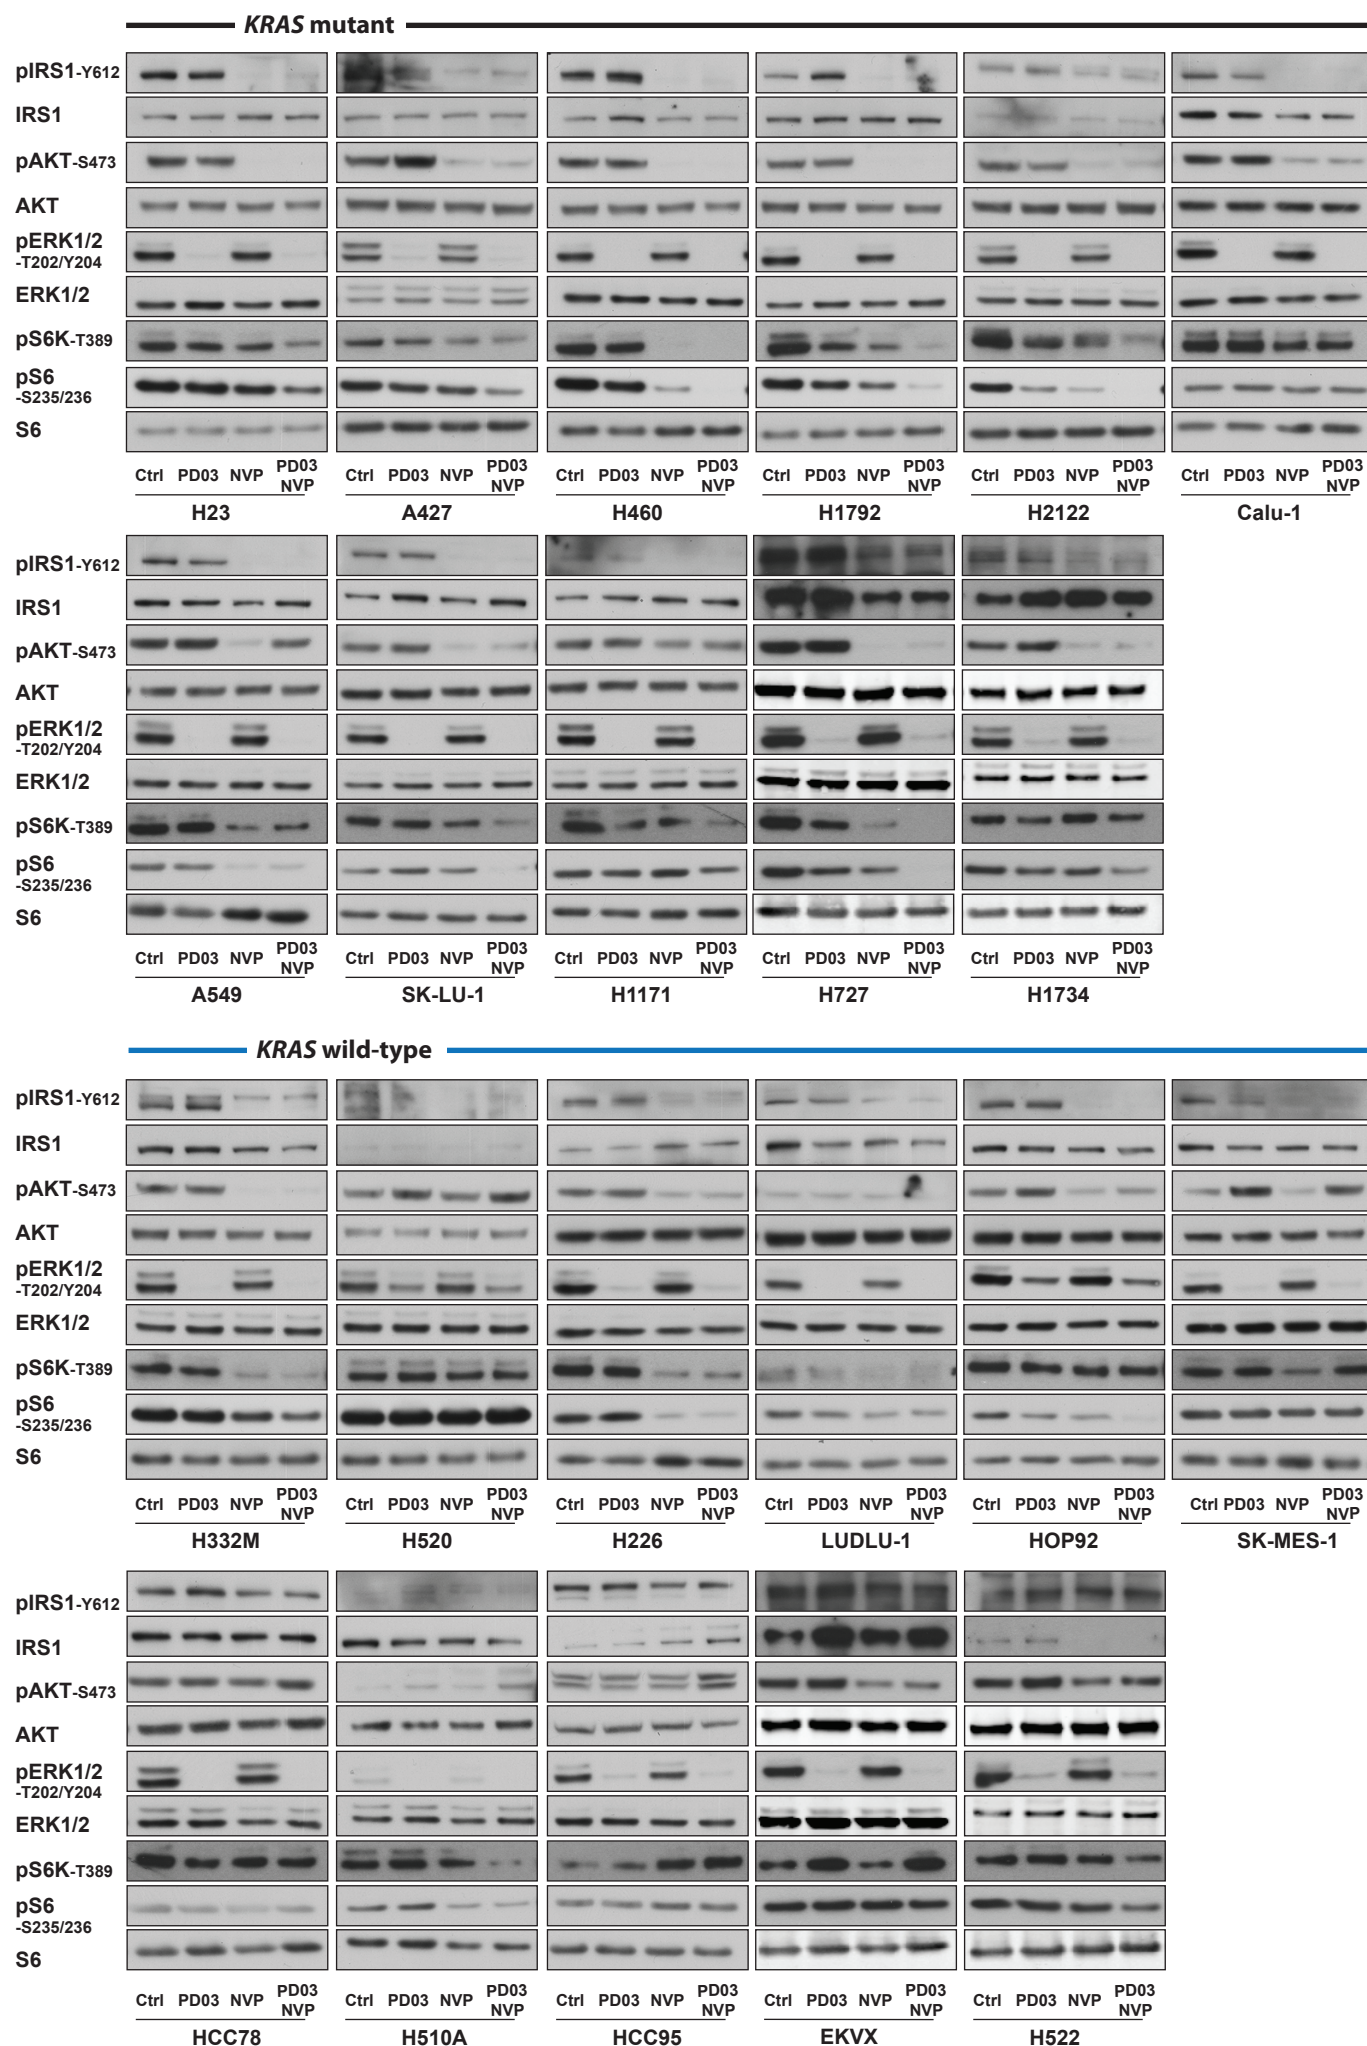 KRAS mutant
pIRS1-Y612
IRS1
pAKT-S473
AKT
pERK1/2
-T202/Y204
ERK1/2
pS6K-T389
pS6
-S235/236
S6
Ctrl PD03 NVP PD03 NVP Ctrl PD03 NVP PD03 NVP Ctrl PD03 NVP PD03 NVP Ctrl PD03 NVP PD03 NVP Ctrl PD03 NVP PD03 NVP Ctrl PD03 NVP PD03 NVP
H23 A427 H460 H1792 H2122 Calu-1
pIRS1-Y612
IRS1
pAKT-S473
AKT
pERK1/2
-T202/Y204
ERK1/2
pS6K-T389
pS6
-S235/236
S6
Ctrl PD03 NVP PD03 NVP Ctrl PD03 NVP PD03 NVP Ctrl PD03 NVP PD03 NVP Ctrl PD03 NVP PD03 NVP Ctrl PD03 NVP PD03 NVP
A549 SK-LU-1 H1171 H727 H1734
KRAS wild-type
pIRS1-Y612
IRS1
pAKT-S473
AKT
pERK1/2
-T202/Y204
ERK1/2
pS6K-T389
pS6
-S235/236
S6
Ctrl PD03 NVP PD03 NVP Ctrl PD03 NVP PD03 NVP Ctrl PD03 NVP PD03 NVP Ctrl PD03 NVP PD03 NVP Ctrl PD03 NVP PD03 NVP Ctrl PD03 NVP PD03 NVP
H332M H520 H226 LUDLU-1 HOP92 SK-MES-1
pIRS1-Y612
IRS1
pAKT-S473
AKT
pERK1/2
-T202/Y204
ERK1/2
pS6K-T389
pS6
-S235/236
S6
Ctrl PD03 NVP PD03 NVP Ctrl PD03 NVP PD03 NVP Ctrl PD03 NVP PD03 NVP Ctrl PD03 NVP PD03 NVP Ctrl PD03 NVP PD03 NVP
HCC78 H510A HCC95 EKVX H522